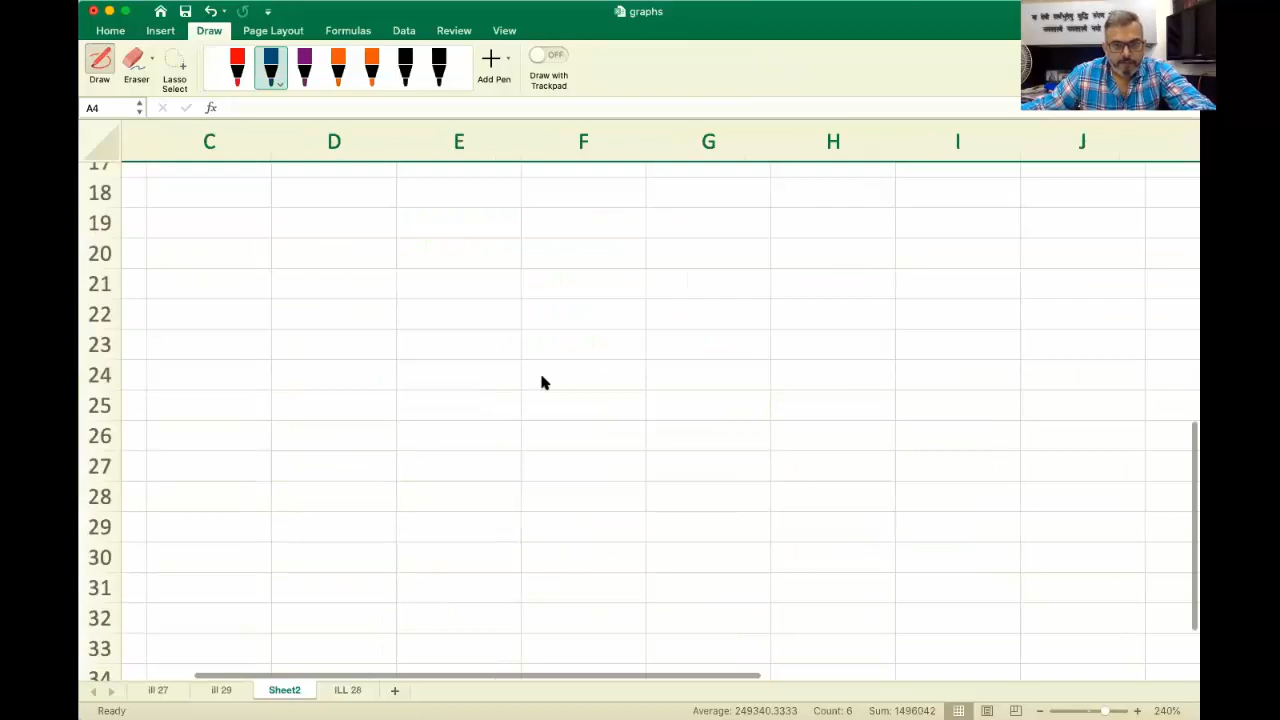 graphs
Home Insert Draw Page Layout Formulas Data Review View
Draw
Eraser
Lasso
Select
Add Pen
OFF
Draw with
Trackpad
A4
fx
C D E F G H I J
17
18
19
20
21
22
23
24
25
26
27
28
29
30
31
32
33
34
ill 27 ill 29 Sheet2 ILL 28
Ready Average: 249340.3333 Count: 6 Sum: 1496042 240%